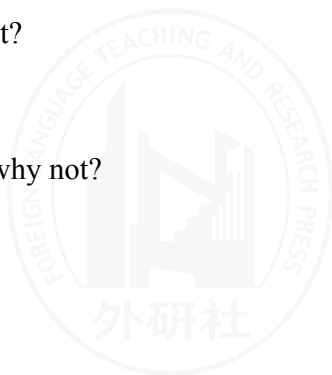 t?
why not?
FOREIGN LANGUAGE TEACHING AND RESEARCH PRESS
外研社